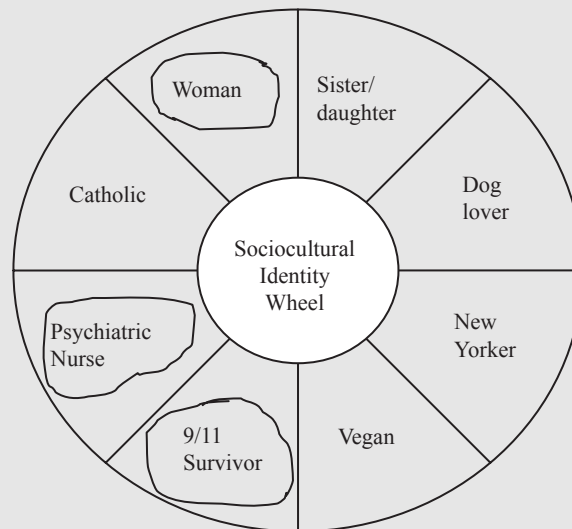 Woman
Sister/
daughter
Catholic
Dog
lover
Sociocultural
Identity
Wheel
Psychiatric
Nurse
New
Yorker
9/11
Survivor
Vegan